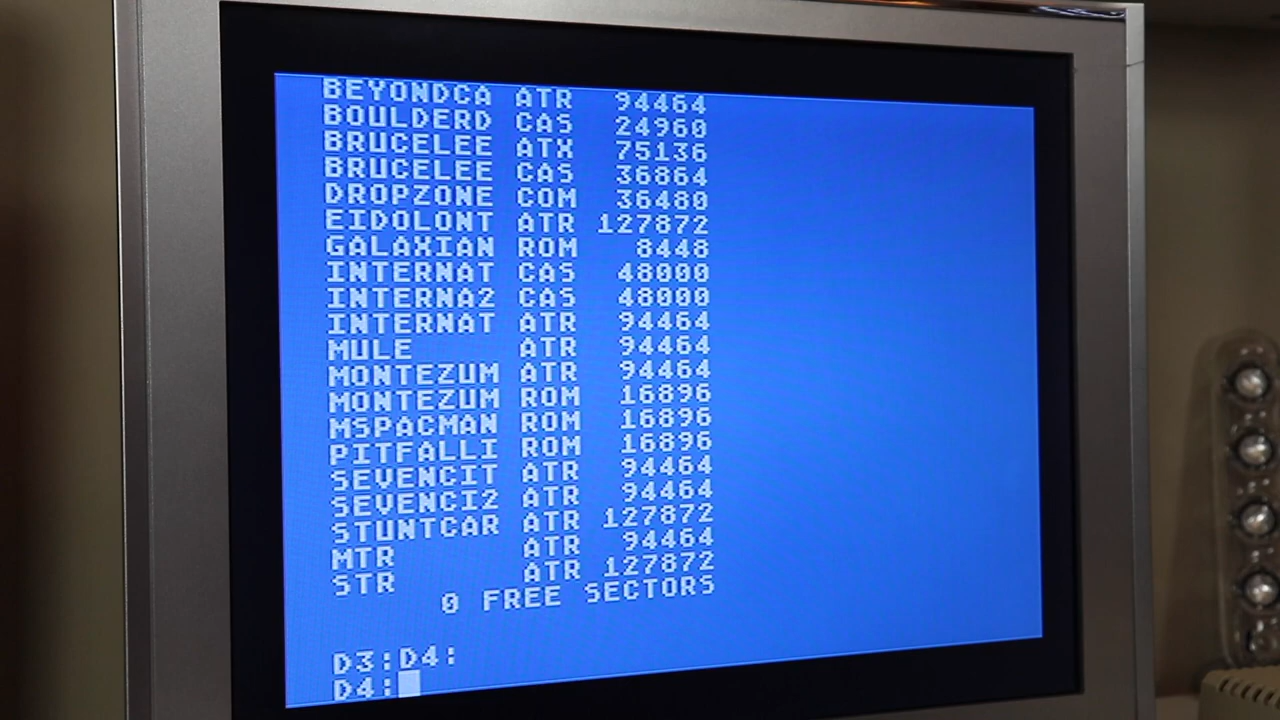 BEYONDCA ATR 94464
BOULDERD CAS 24960
BRUCELEE ATX 75136
BRUCELEE CAS 36864
DROPZONE COM 36480
EIDOLONT ATR 127872
GALAXIAN ROM 8448
INTERNAT CAS 48000
INTERNA2 CAS 48000
INTERNAT ATR 94464
MULE ATR 94464
MONTEZUM ATR 94464
MONTEZUM ROM 16896
MSPACMAN ROM 16896
PITFALLI ROM 16896
SEVENCIT ATR 94464
SEVENCI2 ATR 94464
STUNTCAR ATR 127872
MTR ATR 94464
STR ATR 127872
0 FREE SECTORS
D3:D4:
D4: